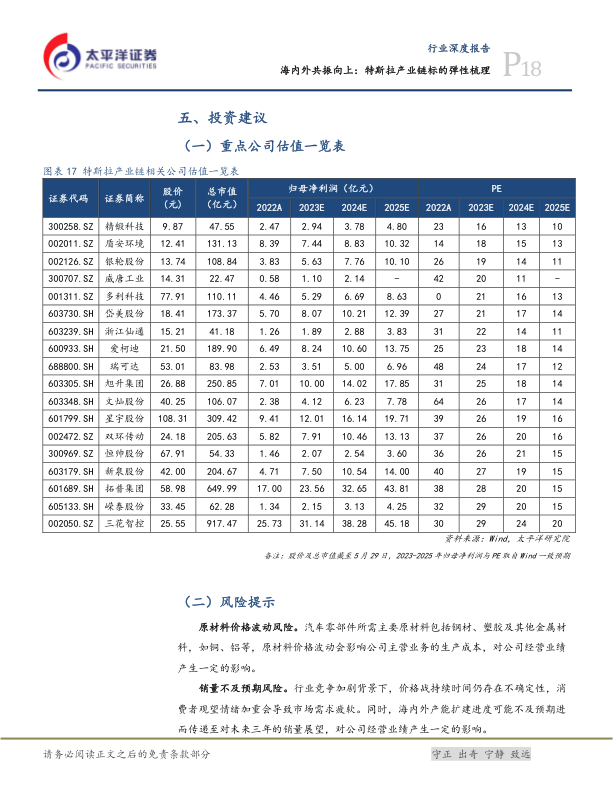 太平洋证券
PACIFIC SECURITIES
行业深度报告
海内外共振向上：特斯拉产业链标的弹性梳理
P18
五、投资建议
（一）重点公司估值一览表
图表 17 特斯拉产业链相关公司估值一览表
证券代码 证券简称 股价（元） 总市值（亿元） 归母净利润（亿元） PE
2022A 2023E 2024E 2025E 2022A 2023E 2024E 2025E
300258.SZ 精锻科技 9.87 47.55 2.47 2.94 3.78 4.80 23 16 13 10
002011.SZ 盾安环境 12.41 131.13 8.39 7.44 8.83 10.32 14 18 15 13
002126.SZ 银轮股份 13.74 108.84 3.83 5.63 7.76 10.10 26 19 14 11
300707.SZ 威唐工业 14.31 22.47 0.58 1.10 2.14 - 42 20 11 -
001311.SZ 多利科技 77.91 110.11 4.46 5.29 6.69 8.63 0 21 16 13
603730.SH 岱美股份 18.41 173.37 5.70 8.07 10.21 12.39 27 21 17 14
603239.SH 浙江仙通 15.21 41.18 1.26 1.89 2.88 3.83 31 22 14 11
600933.SH 爱柯迪 21.50 189.90 6.49 8.24 10.60 13.75 25 23 18 14
688800.SH 瑞可达 53.01 83.98 2.53 3.51 5.00 6.96 48 24 17 12
603305.SH 旭升集团 26.88 250.85 7.01 10.00 14.02 17.85 31 25 18 14
603348.SH 文灿股份 40.25 106.07 2.38 4.12 6.23 7.78 64 26 17 14
601799.SH 星宇股份 108.31 309.42 9.41 12.01 16.14 19.71 39 26 19 16
002472.SZ 双环传动 24.18 205.63 5.82 7.91 10.46 13.13 37 26 20 16
300969.SZ 恒帅股份 67.91 54.33 1.46 2.07 2.54 3.60 36 26 21 15
603179.SH 新泉股份 42.00 204.67 4.71 7.50 10.54 14.00 40 27 19 15
601689.SH 拓普集团 58.98 649.99 17.00 23.56 32.65 43.81 38 28 20 15
605133.SH 嵘泰股份 33.45 62.28 1.34 2.15 3.13 4.25 32 29 20 15
002050.SZ 三花智控 25.55 917.47 25.73 31.14 38.28 45.18 30 29 24 20
资料来源：Wind，太平洋研究院
备注：股价及总市值截至 5 月 29 日，2023-2025 年归母净利润与 PE 取自 Wind 一致预期
（二）风险提示
原材料价格波动风险。汽车零部件所需主要原材料包括钢材、塑胶及其他金属材
料，如铜、铝等，原材料价格波动会影响公司主营业务的生产成本，对公司经营业绩
产生一定的影响。
销量不及预期风险。行业竞争加剧背景下，价格战持续时间仍存在不确定性，消
费者观望情绪加重会导致市场需求疲软。同时，海内外产能扩建进度可能不及预期进
而传递至对未来三年的销量展望，对公司经营业绩产生一定的影响。
请务必阅读正文之后的免责条款部分
守正 出奇 宁静 致远